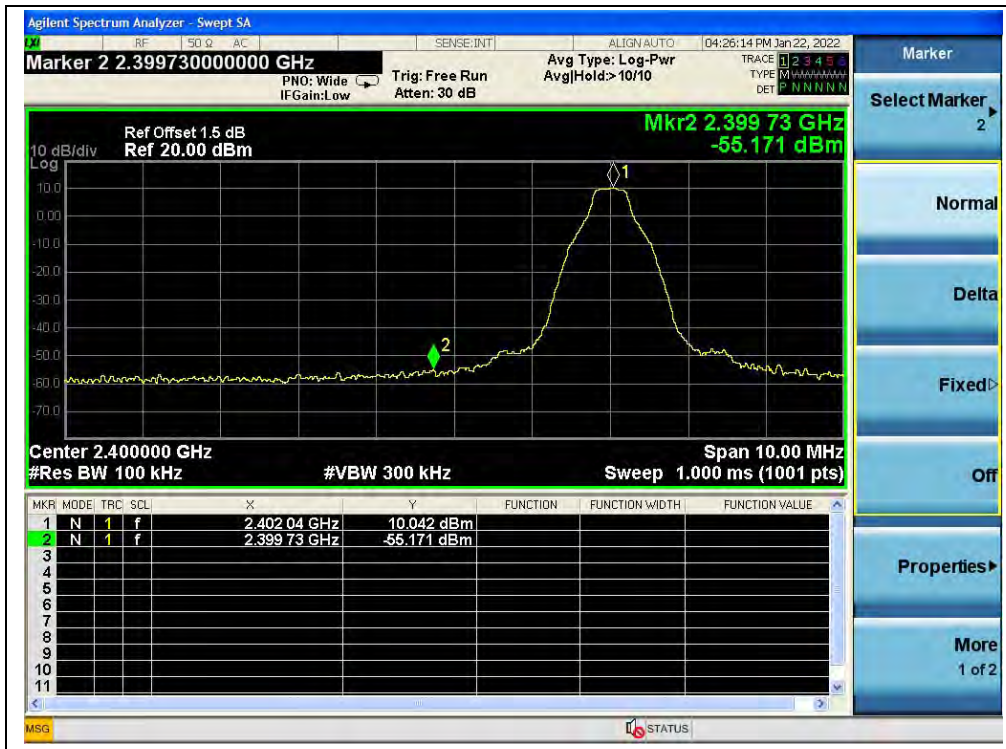 Agilent Spectrum Analyzer - Swept SA
LXI RF 50 Ω AC SENSE:INT ALIGN AUTO 04:26:14 PM Jan 22, 2022
Marker 2 2.399730000000 GHz
PNO: Wide
IFGain:Low
Trig: Free Run
Atten: 30 dB
Avg Type: Log-Pwr
Avg|Hold:>10/10
TRACE 1 2 3 4 5 6
TYPE M
DET P N N N N N
Ref Offset 1.5 dB
Ref 20.00 dBm
10 dB/div
Log
Mkr2 2.399 73 GHz
-55.171 dBm
10.0
0.00
-10.0
-20.0
-30.0
-40.0
-50.0
-60.0
-70.0
1
2
Center 2.400000 GHz Span 10.00 MHz
#Res BW 100 kHz #VBW 300 kHz Sweep 1.000 ms (1001 pts)
MKR MODE TRC SCL X Y FUNCTION FUNCTION WIDTH FUNCTION VALUE
1 N 1 f 2.402 04 GHz 10.042 dBm
2 N 1 f 2.399 73 GHz -55.171 dBm
3
4
5
6
7
8
9
10
11
MSG STATUS
Marker
Select Marker
2
Normal
Delta
Fixed
Off
Properties
More
1 of 2